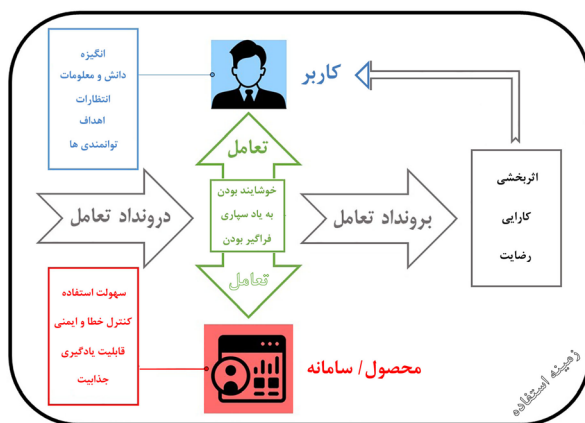 انگیزه
دانش و معلومات
انتظارات
اهداف
توانمندی ها
کاربر
تعامل
خوشایند بودن
به یاد سپاری
فراگیر بودن
تعامل
درونداد تعامل
برونداد تعامل
اثربخشی
کارایی
رضایت
سهولت استفاده
کنترل خطا و ایمنی
قابلیت یادگیری
جذابیت
محصول/ سامانه
زمینه استفاده